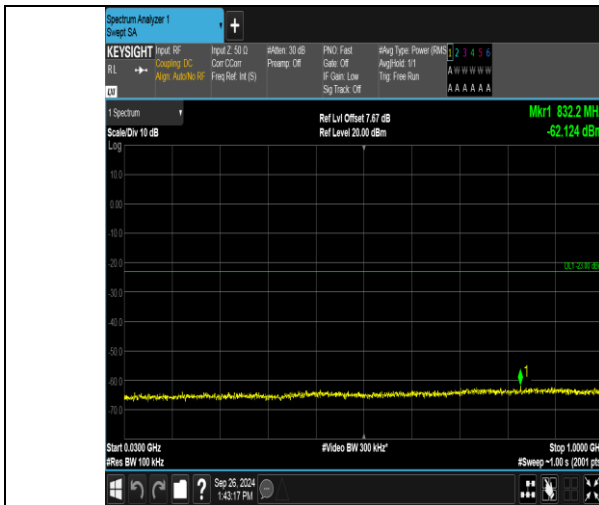 Spectrum Analyzer 1
Swept SA
KEYSIGHT
RL
Input: RF
Coupling: DC
Align: Auto/No RF
Input Z: 50 Ω
Corr CCorr
Freq Ref: Int (S)
#Atten: 30 dB
Preamp: Off
PNO: Fast
Gate: Off
IF Gain: Low
Sig Track: Off
#Avg Type: Power (RMS
Avg|Hold: 1/1
Trig: Free Run
1 2 3 4 5 6
A W W W W W
A A A A A A
1 Spectrum
Scale/Div 10 dB
Log
Ref Lvl Offset 7.67 dB
Ref Level 20.00 dBm
Mkr1 832.2 MH
-62.124 dBm
10.0
0.00
-10.0
-20.0
DL1 -23.00 dB
-30.0
-40.0
-50.0
-60.0
-70.0
1
Start 0.0300 GHz
#Res BW 100 kHz
#Video BW 300 kHz*
Stop 1.0000 GH
#Sweep ~1.00 s (2001 pts
?
Sep 26, 2024
1:43:17 PM